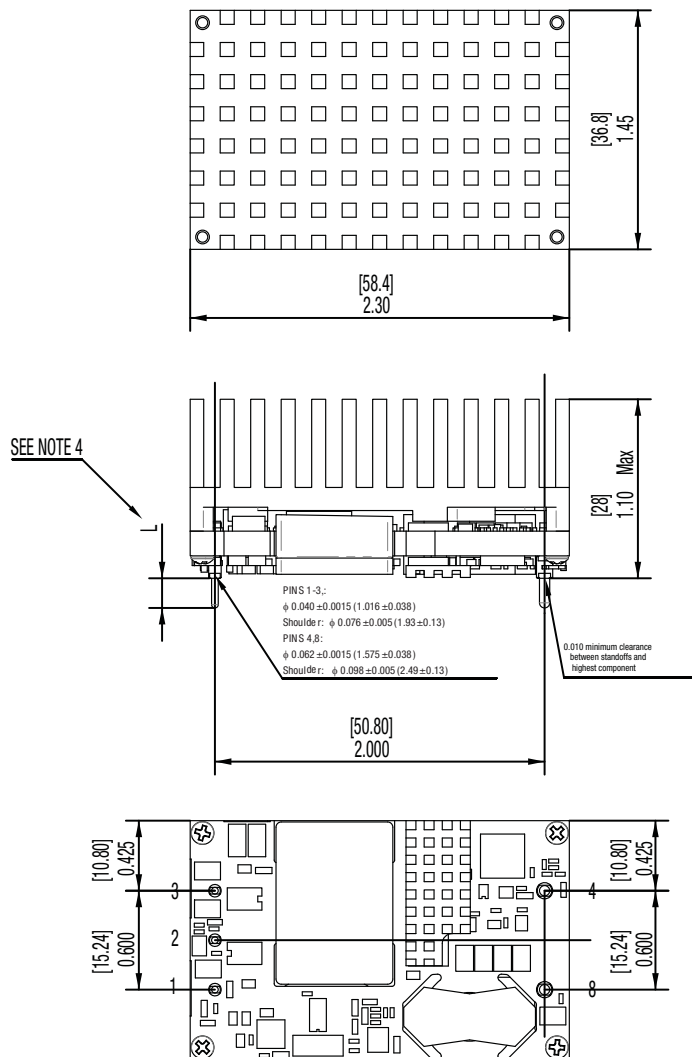 [36.8]
1.45
[58.4]
2.30
SEE NOTE 4
L
[28]
1.10 Max
PINS 1-3,:
ϕ 0.040 ±0.0015 (1.016 ±0.038)
Shoulder: ϕ 0.076 ±0.005 (1.93 ±0.13)
PINS 4,8:
ϕ 0.062 ±0.0015 (1.575 ±0.038)
Shoulder: ϕ 0.098 ±0.005 (2.49 ±0.13)
0.010 minimum clearance
between standoffs and
highest component
[50.80]
2.000
[10.80]
0.425
[10.80]
0.425
3
4
2
[15.24]
0.600
[15.24]
0.600
1
8